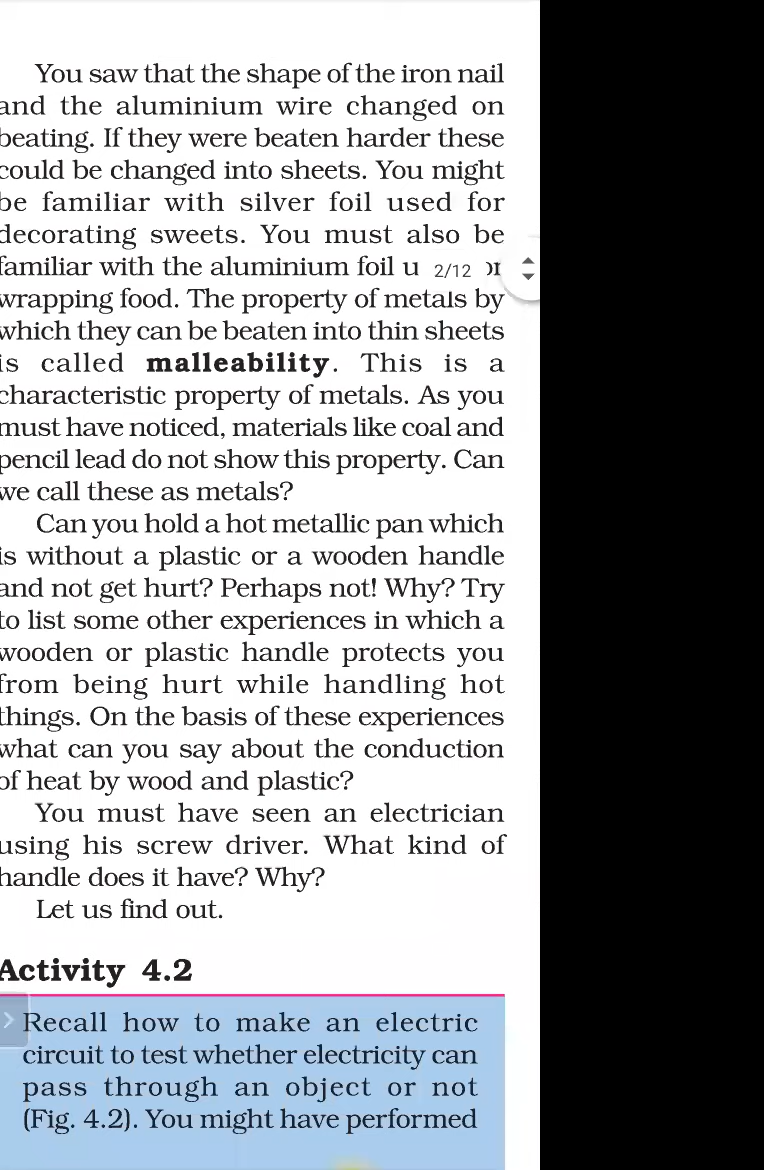 You saw that the shape of the iron nail
and the aluminium wire changed on
beating. If they were beaten harder these
could be changed into sheets. You might
be familiar with silver foil used for
decorating sweets. You must also be
familiar with the aluminium foil u 2/12 or
wrapping food. The property of metals by
which they can be beaten into thin sheets
is called malleability. This is a
characteristic property of metals. As you
must have noticed, materials like coal and
pencil lead do not show this property. Can
we call these as metals?
Can you hold a hot metallic pan which
is without a plastic or a wooden handle
and not get hurt? Perhaps not! Why? Try
to list some other experiences in which a
wooden or plastic handle protects you
from being hurt while handling hot
things. On the basis of these experiences
what can you say about the conduction
of heat by wood and plastic?
You must have seen an electrician
using his screw driver. What kind of
handle does it have? Why?
Let us find out.
Activity 4.2
Recall how to make an electric
circuit to test whether electricity can
pass through an object or not
(Fig. 4.2). You might have performed